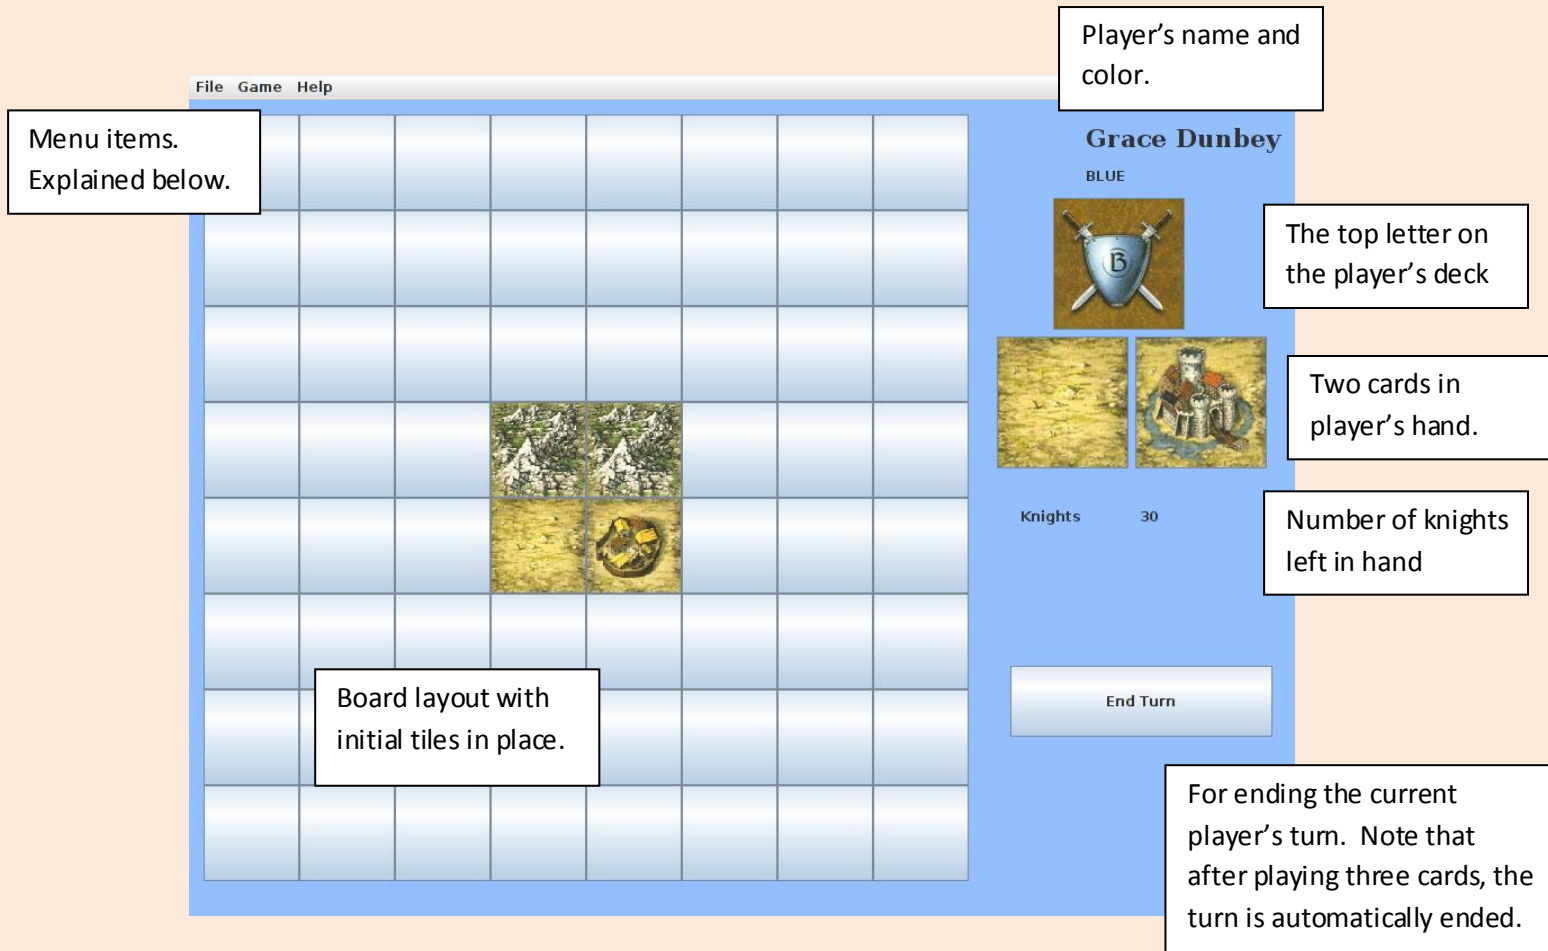 Player's name and
color.
File Game Help
Menu items.
Explained below.
Grace Dunbey
BLUE
B
The top letter on
the player's deck
Two cards in
player's hand.
Knights 30
Number of knights
left in hand
Board layout with
initial tiles in place.
End Turn
For ending the current
player's turn. Note that
after playing three cards, the
turn is automatically ended.